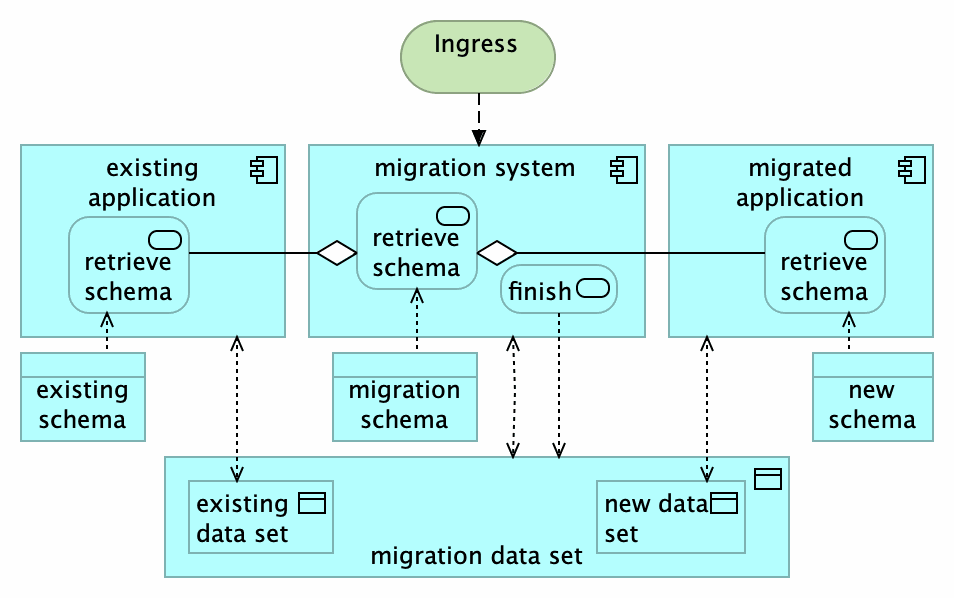 Ingress
existing
application
migration system
migrated
application
retrieve
schema
retrieve
schema
finish
retrieve
schema
existing
schema
migration
schema
new
schema
existing
data set
new data
set
migration data set